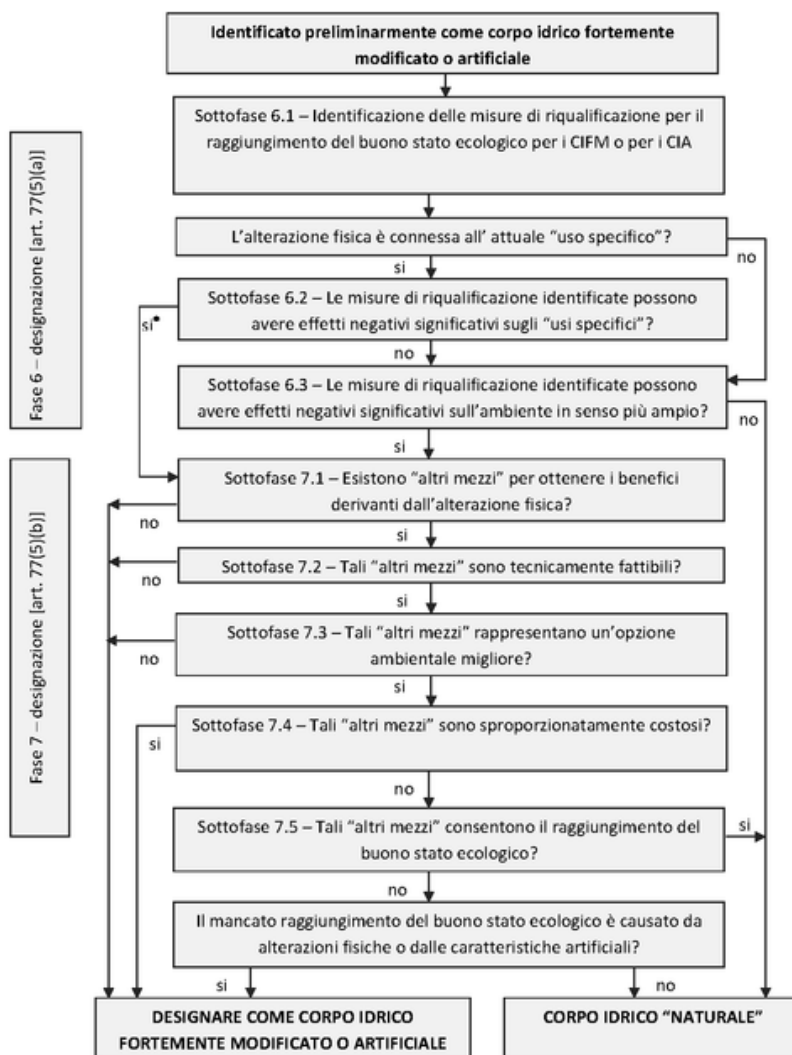 Identificato preliminarmente come corpo idrico fortemente
modificato o artificiale
Sottofase 6.1 – Identificazione delle misure di riqualificazione per il
raggiungimento del buono stato ecologico per i CIFM o per i CIA
Fase 6 – designazione [art. 77(5)(a)]
L'alterazione fisica è connessa all' attuale “uso specifico”?
no
si
Sottofase 6.2 – Le misure di riqualificazione identificate possono
avere effetti negativi significativi sugli “usi specifici”?
si•
no
Sottofase 6.3 – Le misure di riqualificazione identificate possono
avere effetti negativi significativi sull'ambiente in senso più ampio?
no
si
Fase 7 – designazione [art. 77(5)(b)]
Sottofase 7.1 – Esistono “altri mezzi” per ottenere i benefici
derivanti dall'alterazione fisica?
no
si
Sottofase 7.2 – Tali “altri mezzi” sono tecnicamente fattibili?
no
si
Sottofase 7.3 – Tali “altri mezzi” rappresentano un'opzione
ambientale migliore?
no
si
Sottofase 7.4 – Tali “altri mezzi” sono sproporzionatamente costosi?
si
no
Sottofase 7.5 – Tali “altri mezzi” consentono il raggiungimento del
buono stato ecologico?
si
no
Il mancato raggiungimento del buono stato ecologico è causato da
alterazioni fisiche o dalle caratteristiche artificiali?
si
no
DESIGNARE COME CORPO IDRICO
FORTEMENTE MODIFICATO O ARTIFICIALE
CORPO IDRICO “NATURALE”